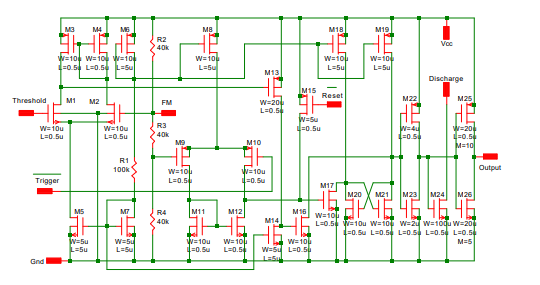 M3
M4
M6
W=10u
L=0.5u
W=10u
L=0.5u
W=10u
L=5u
R2
40k
M8
W=10u
L=5u
M18
W=10u
L=5u
M19
W=10u
L=5u
Vcc
Discharge
M13
W=20u
L=0.5u
M15
Reset
W=5u
L=0.5u
M22
W=4u
L=0.5u
M25
W=20u
L=0.5u
M=10
Threshold
M1
M2
FM
W=10u
L=0.5u
W=10u
L=0.5u
R3
40k
M9
W=10u
L=0.5u
M10
W=10u
L=0.5u
Output
R1
100k
Trigger
M17
W=10u
L=0.5u
M20
W=10u
L=0.5u
M21
W=10u
L=0.5u
M23
W=2u
L=0.5u
M24
W=100u
L=0.5u
M26
W=20u
L=0.5u
M=5
M5
W=5u
L=5u
M7
W=5u
L=5u
R4
40k
M11
W=10u
L=0.5u
M12
W=10u
L=0.5u
M14
W=5u
L=5u
M16
W=10u
L=0.5u
Gnd